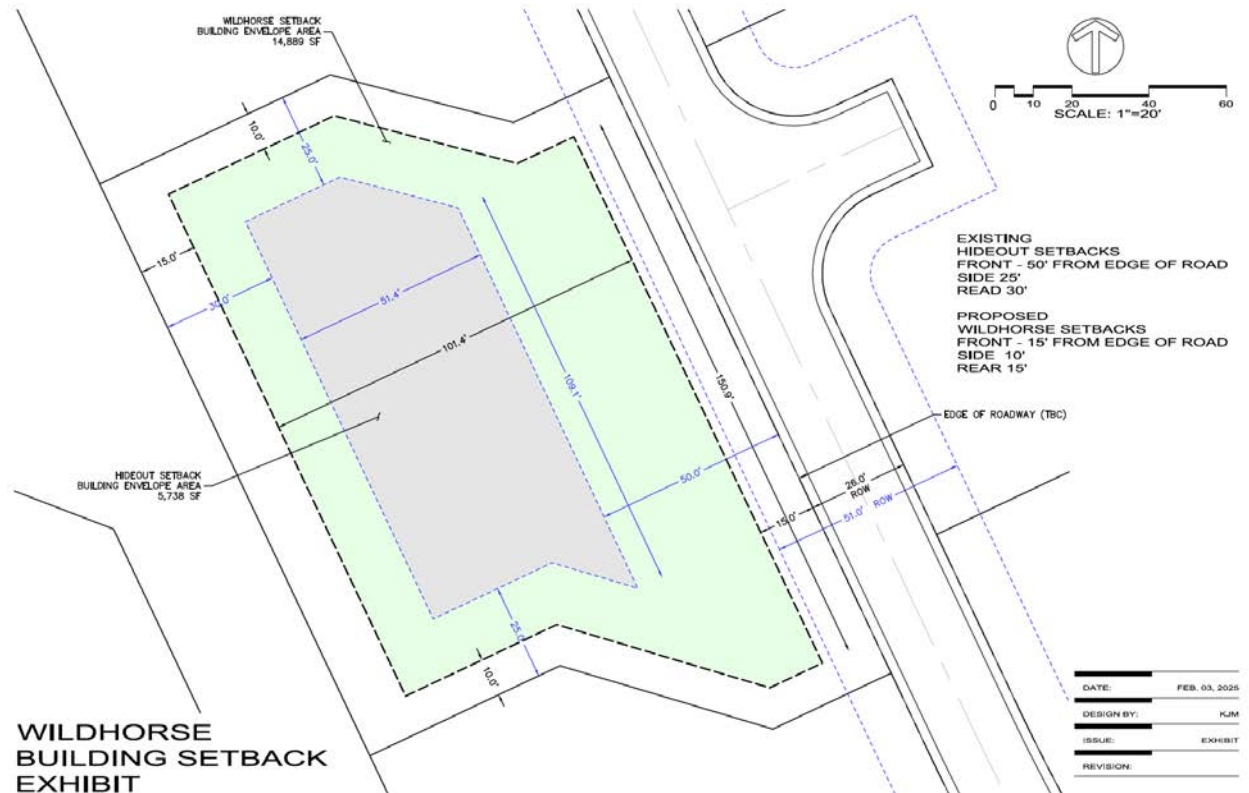 WILDHORSE SETBACK
BUILDING ENVELOPE AREA
14,889 SF
0 10 20 40 60
SCALE: 1"=20'
10.0'
25.0'
15.0'
30.0'
51.4'
101.4'
109.1'
150.9'
50.0'
EXISTING
HIDEOUT SETBACKS
FRONT - 50' FROM EDGE OF ROAD
SIDE 25'
READ 30'
PROPOSED
WILDHORSE SETBACKS
FRONT - 15' FROM EDGE OF ROAD
SIDE 10'
REAR 15'
EDGE OF ROADWAY (TBC)
26.0'
ROW
15.0'
51.0' ROW
HIDEOUT SETBACK
BUILDING ENVELOPE AREA
5,738 SF
25.0'
10.0'
WILDHORSE
BUILDING SETBACK
EXHIBIT
DATE: FEB. 03, 2025
DESIGN BY: KJM
ISSUE: EXHIBIT
REVISION: